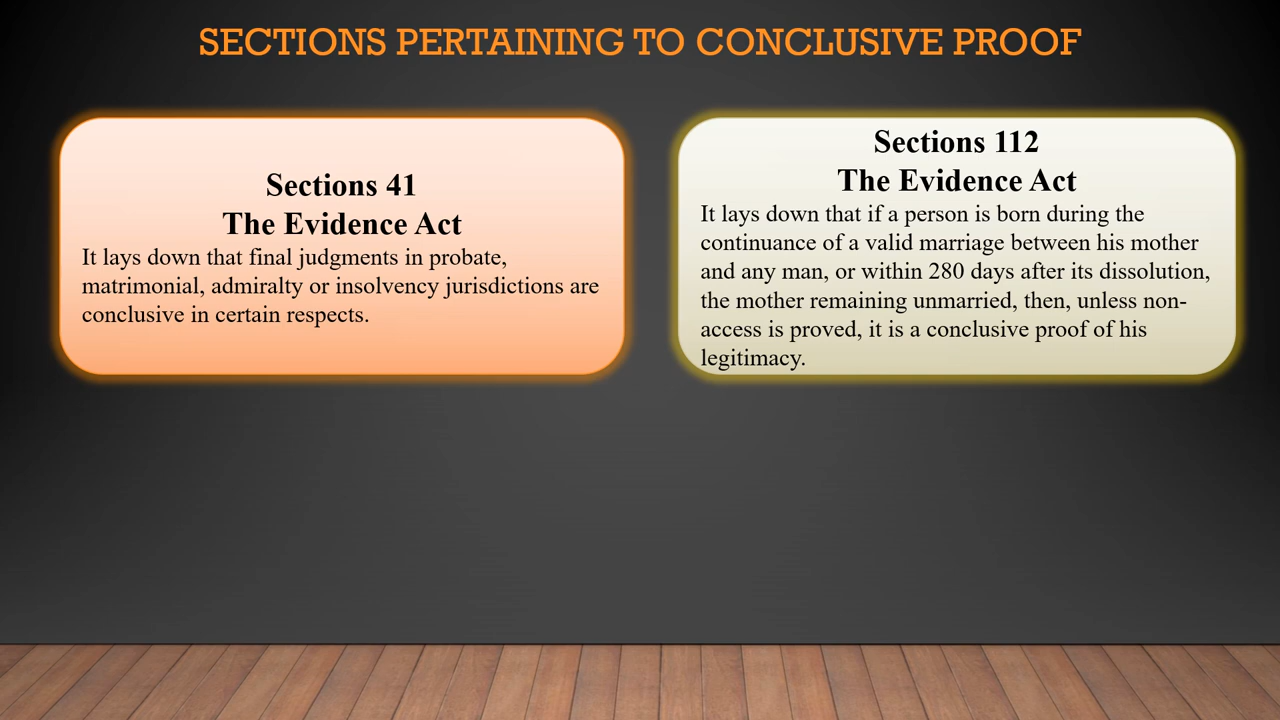 SECTIONS PERTAINING TO CONCLUSIVE PROOF
Sections 41
The Evidence Act
It lays down that final judgments in probate,
matrimonial, admiralty or insolvency jurisdictions are
conclusive in certain respects.
Sections 112
The Evidence Act
It lays down that if a person is born during the
continuance of a valid marriage between his mother
and any man, or within 280 days after its dissolution,
the mother remaining unmarried, then, unless non-
access is proved, it is a conclusive proof of his
legitimacy.